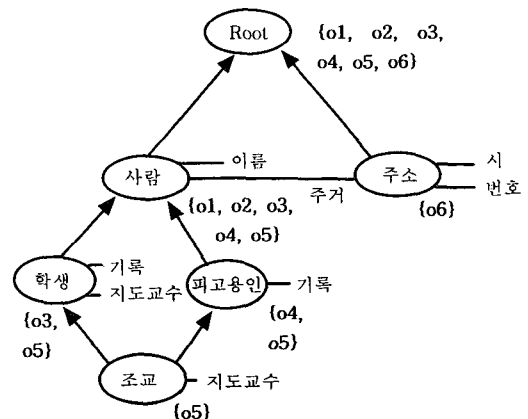 Root
{o1, o2, o3,
o4, o5, o6}
사람
이름
주거
주소
시
번호
{o6}
{o1, o2, o3,
o4, o5}
학생
기록
지도교수
{o3,
o5}
피고용인
기록
{o4,
o5}
조교
지도교수
{o5}